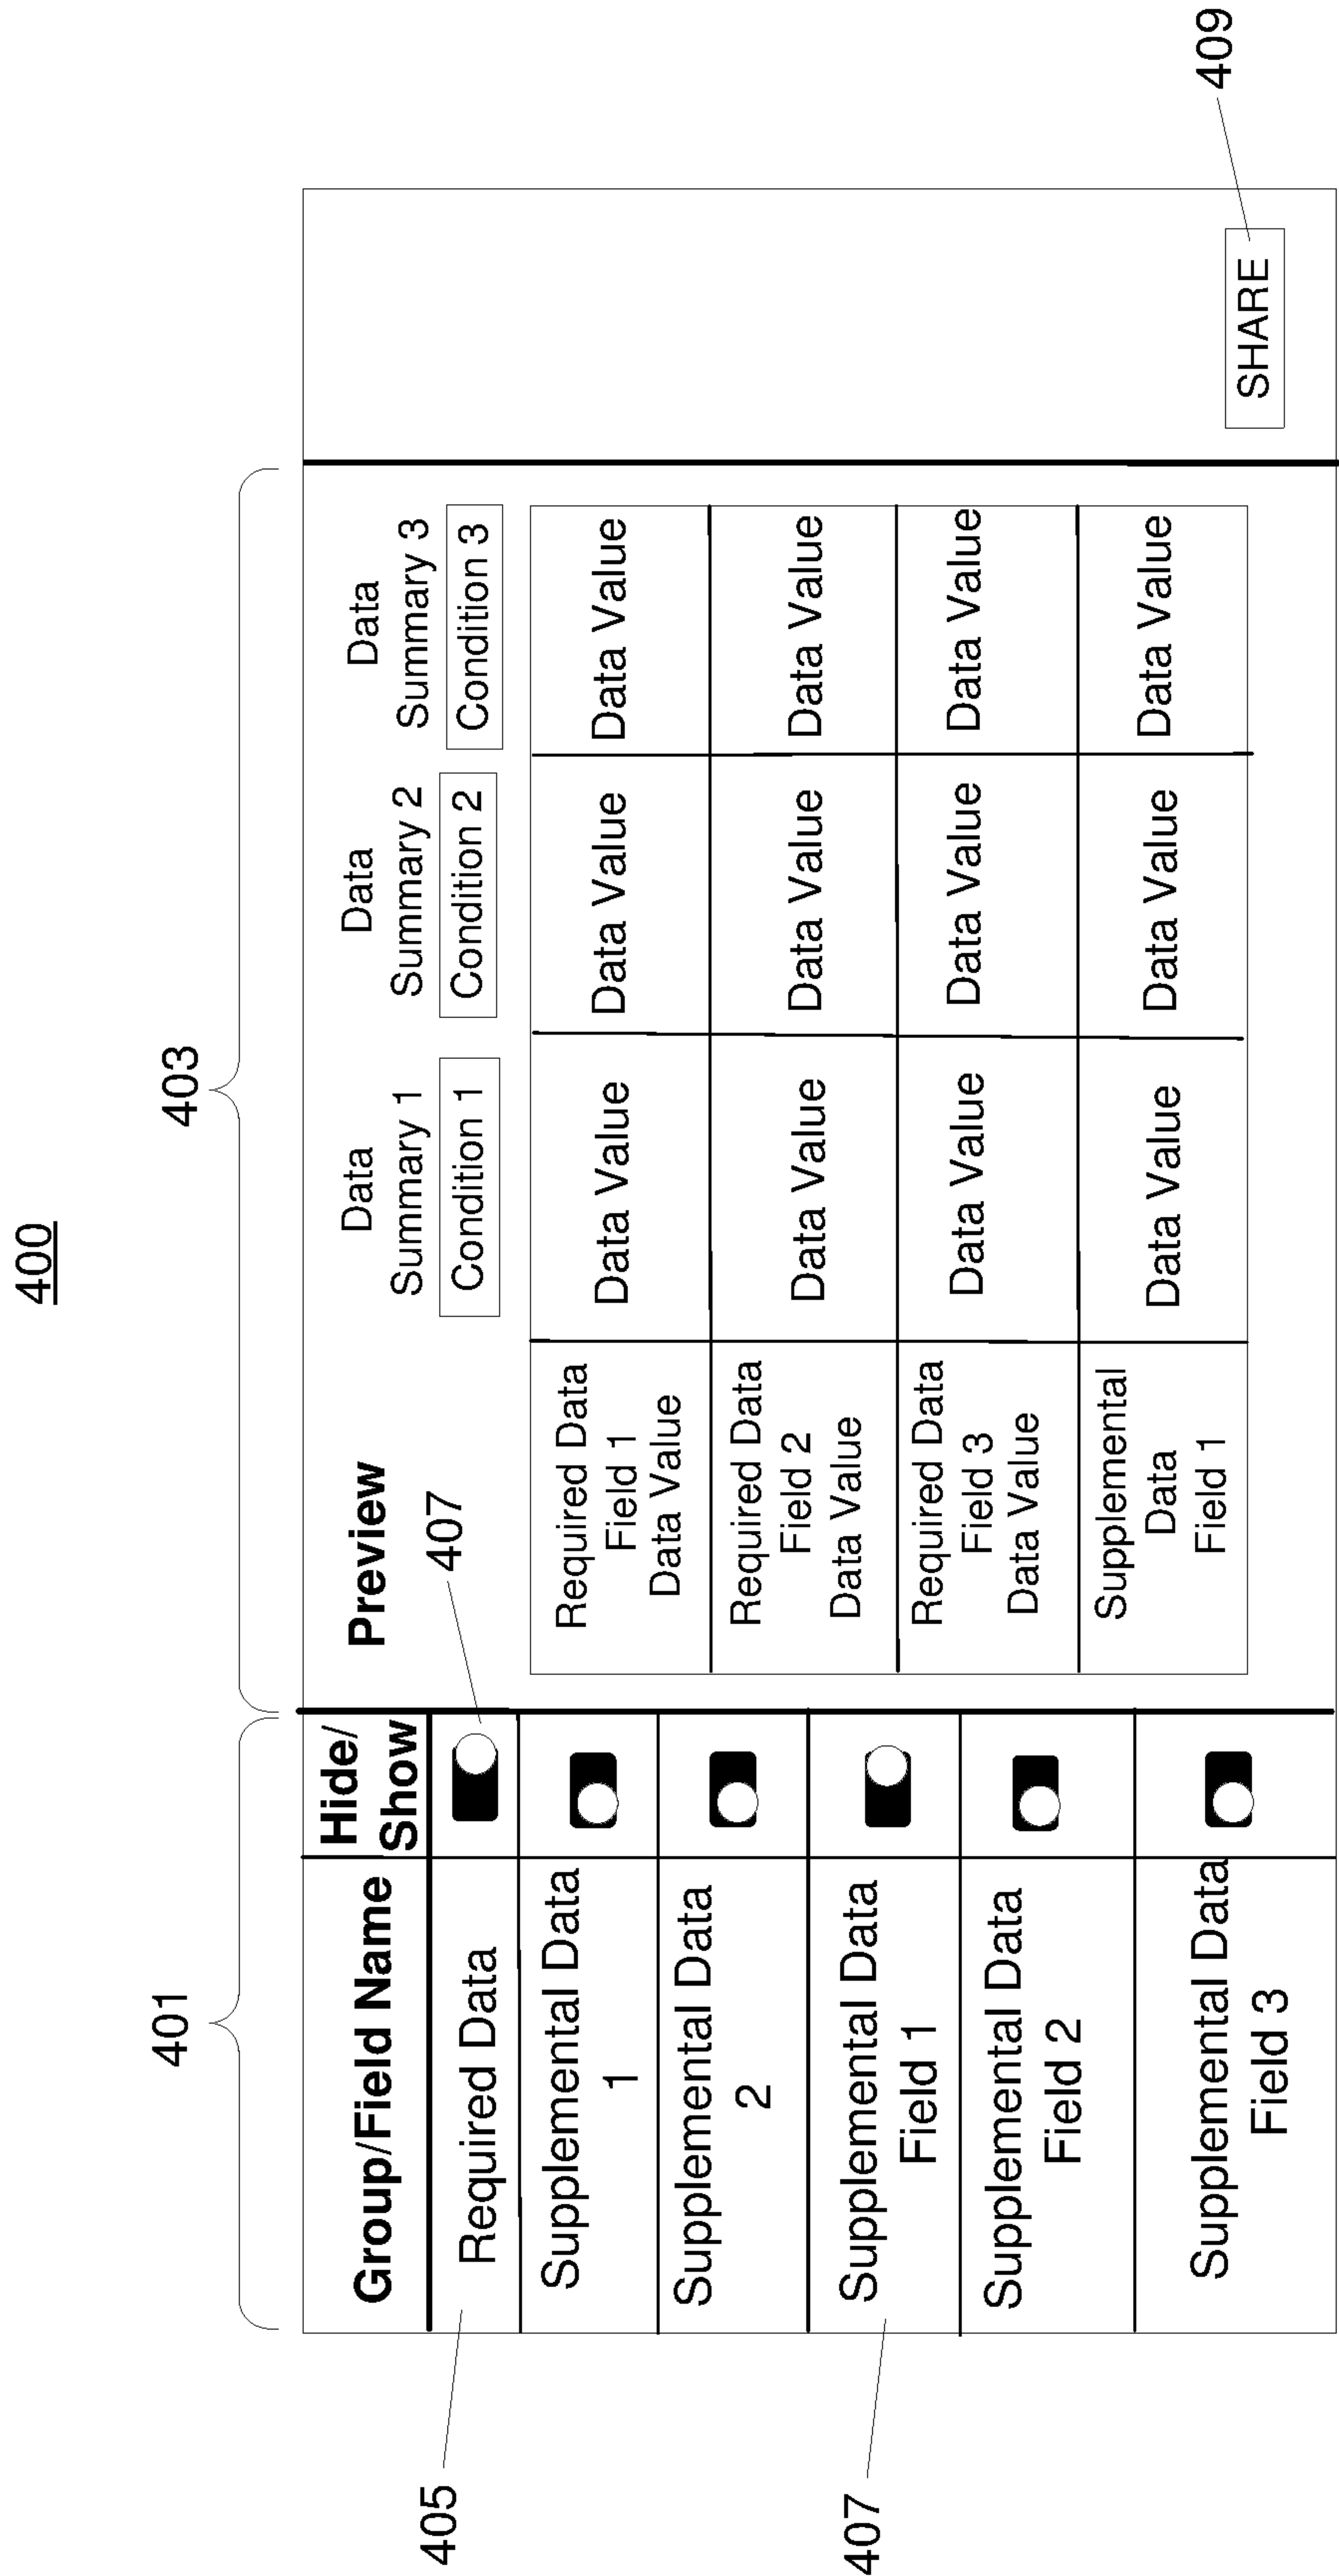 400
401
403
Group/Field Name
Hide/
Show
Required Data
Supplemental Data
1
Supplemental Data
2
Supplemental Data
Field 1
Supplemental Data
Field 2
Supplemental Data
Field 3
405
407
Preview
407
Data
Summary 1
Condition 1
Data
Summary 2
Condition 2
Data
Summary 3
Condition 3
Required Data
Field 1
Data Value
Data Value
Data Value
Data Value
Required Data
Field 2
Data Value
Data Value
Data Value
Data Value
Required Data
Field 3
Data Value
Data Value
Data Value
Data Value
Supplemental
Data
Field 1
Data Value
Data Value
Data Value
SHARE
409